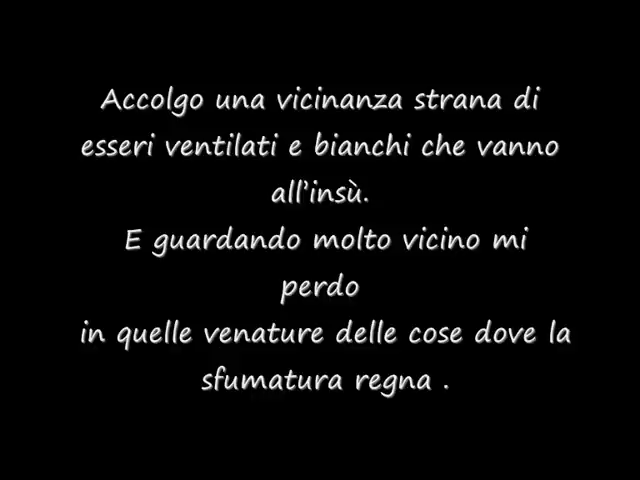 Accolgo una vicinanza strana di
esseri ventilati e bianchi che vanno
all'insù.
E guardando molto vicino mi
perdo
in quelle venature delle cose dove la
sfumatura regna .